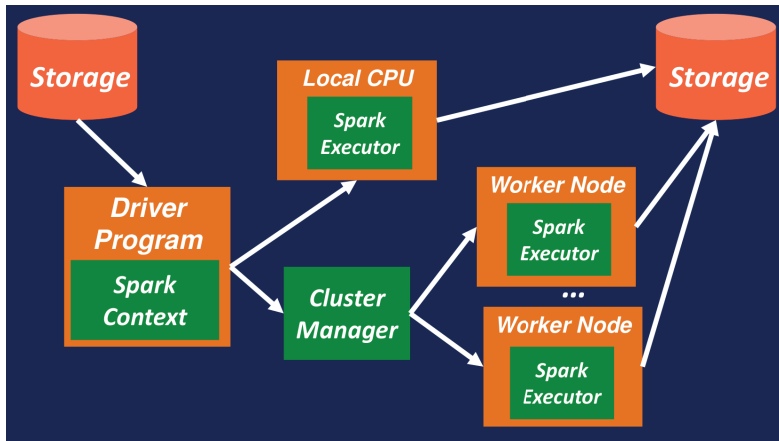 Storage
Storage
Local CPU
Spark
Executor
Driver
Program
Spark
Context
Cluster
Manager
Worker Node
Spark
Executor
...
Worker Node
Spark
Executor